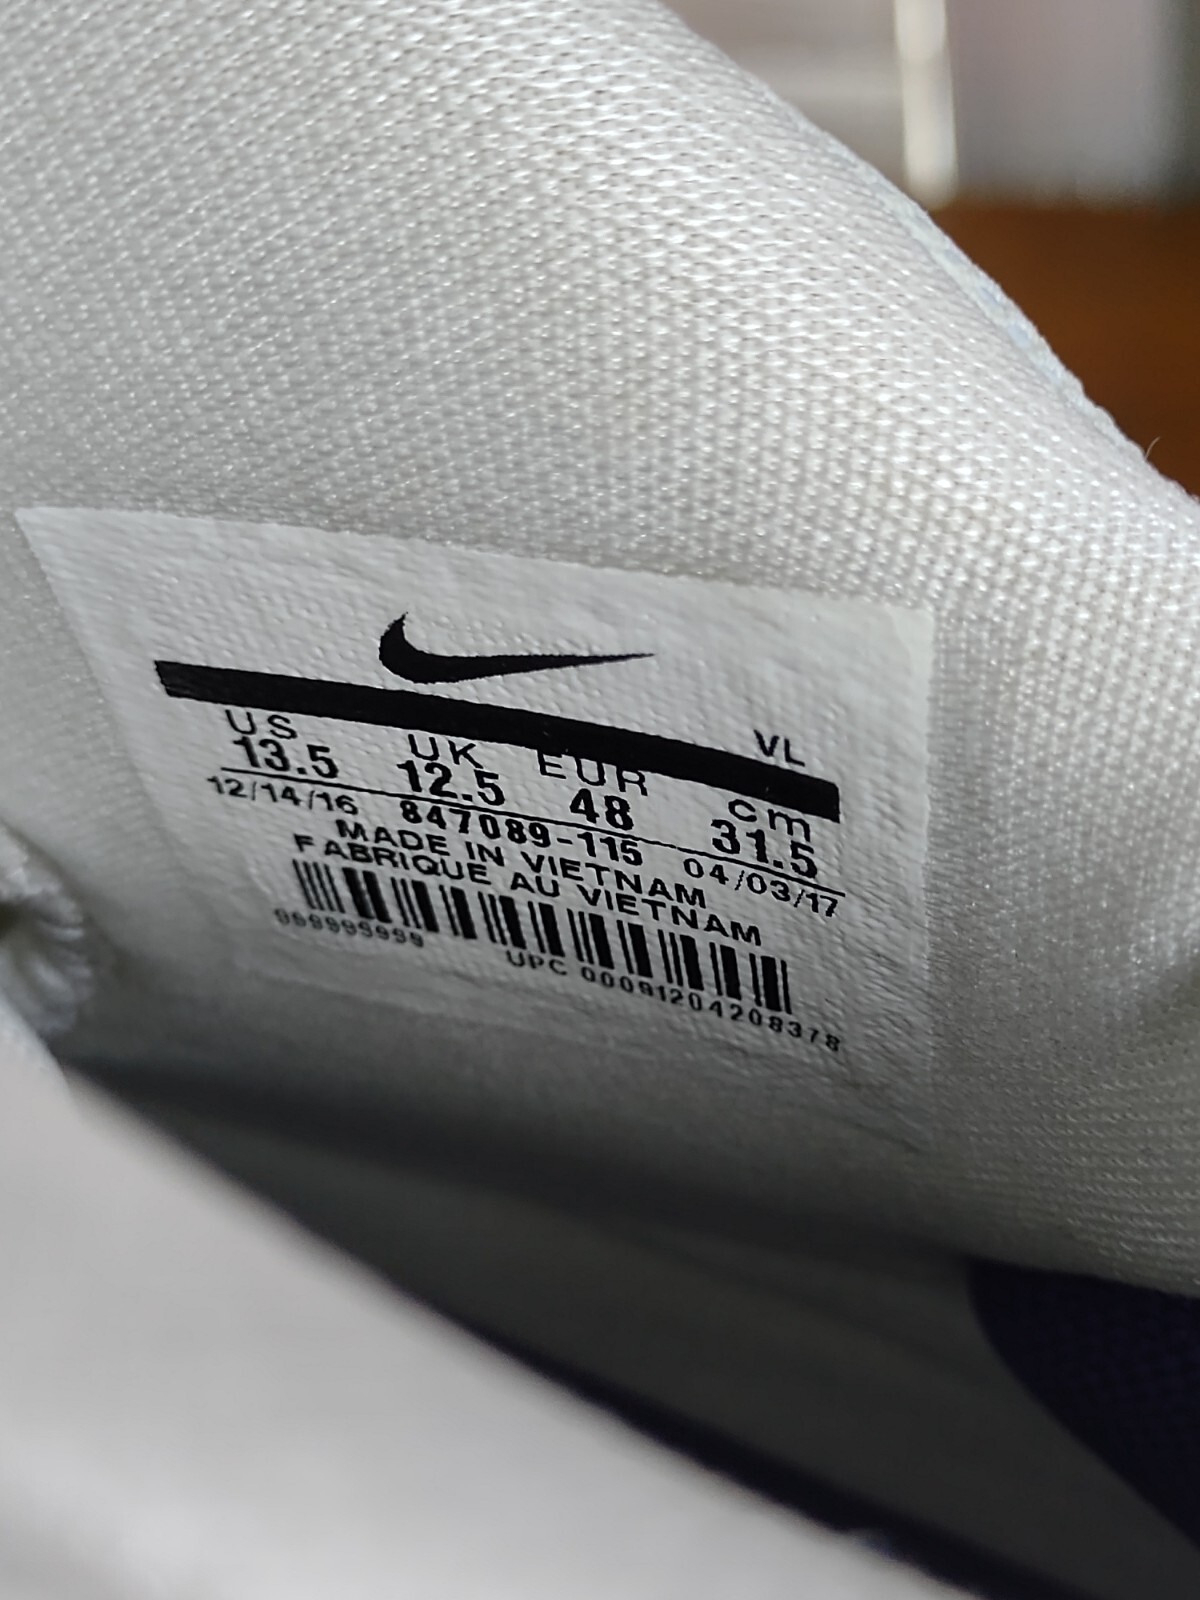 VL
US UK EUR cm
13.5 12.5 48 31.5
12/14/16 847089-115 04/03/17
MADE IN VIETNAM
FABRIQUE AU VIETNAM
UPC 00091204208378